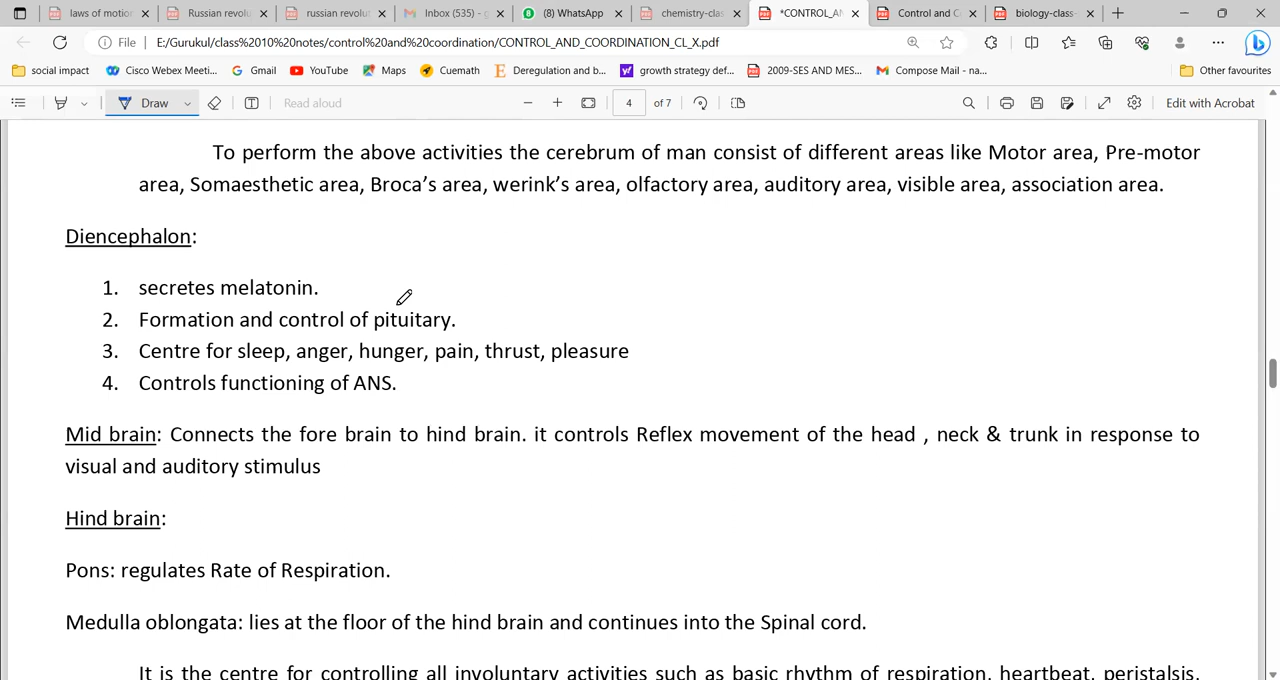 laws of motion
Russian revolu
russian revolut
Inbox (535) - g
(8) WhatsApp
chemistry-clas
*CONTROL_AN
Control and C
biology-class-
File
E:/Gurukul/class%2010%20notes/control%20and%20coordination/CONTROL_AND_COORDINATION_CL_X.pdf
social impact
Cisco Webex Meeti...
Gmail
YouTube
Maps
Cuemath
Deregulation and b...
growth strategy def...
2009-SES AND MES...
Compose Mail - na...
Other favourites
Draw
Read aloud
4 of 7
Edit with Acrobat
To perform the above activities the cerebrum of man consist of different areas like Motor area, Pre-motor
area, Somaesthetic area, Broca’s area, werink’s area, olfactory area, auditory area, visible area, association area.
Diencephalon:
1. secretes melatonin.
2. Formation and control of pituitary.
3. Centre for sleep, anger, hunger, pain, thrust, pleasure
4. Controls functioning of ANS.
Mid brain: Connects the fore brain to hind brain. it controls Reflex movement of the head , neck & trunk in response to
visual and auditory stimulus
Hind brain:
Pons: regulates Rate of Respiration.
Medulla oblongata: lies at the floor of the hind brain and continues into the Spinal cord.
It is the centre for controlling all involuntary activities such as basic rhythm of respiration, heartbeat, peristalsis,